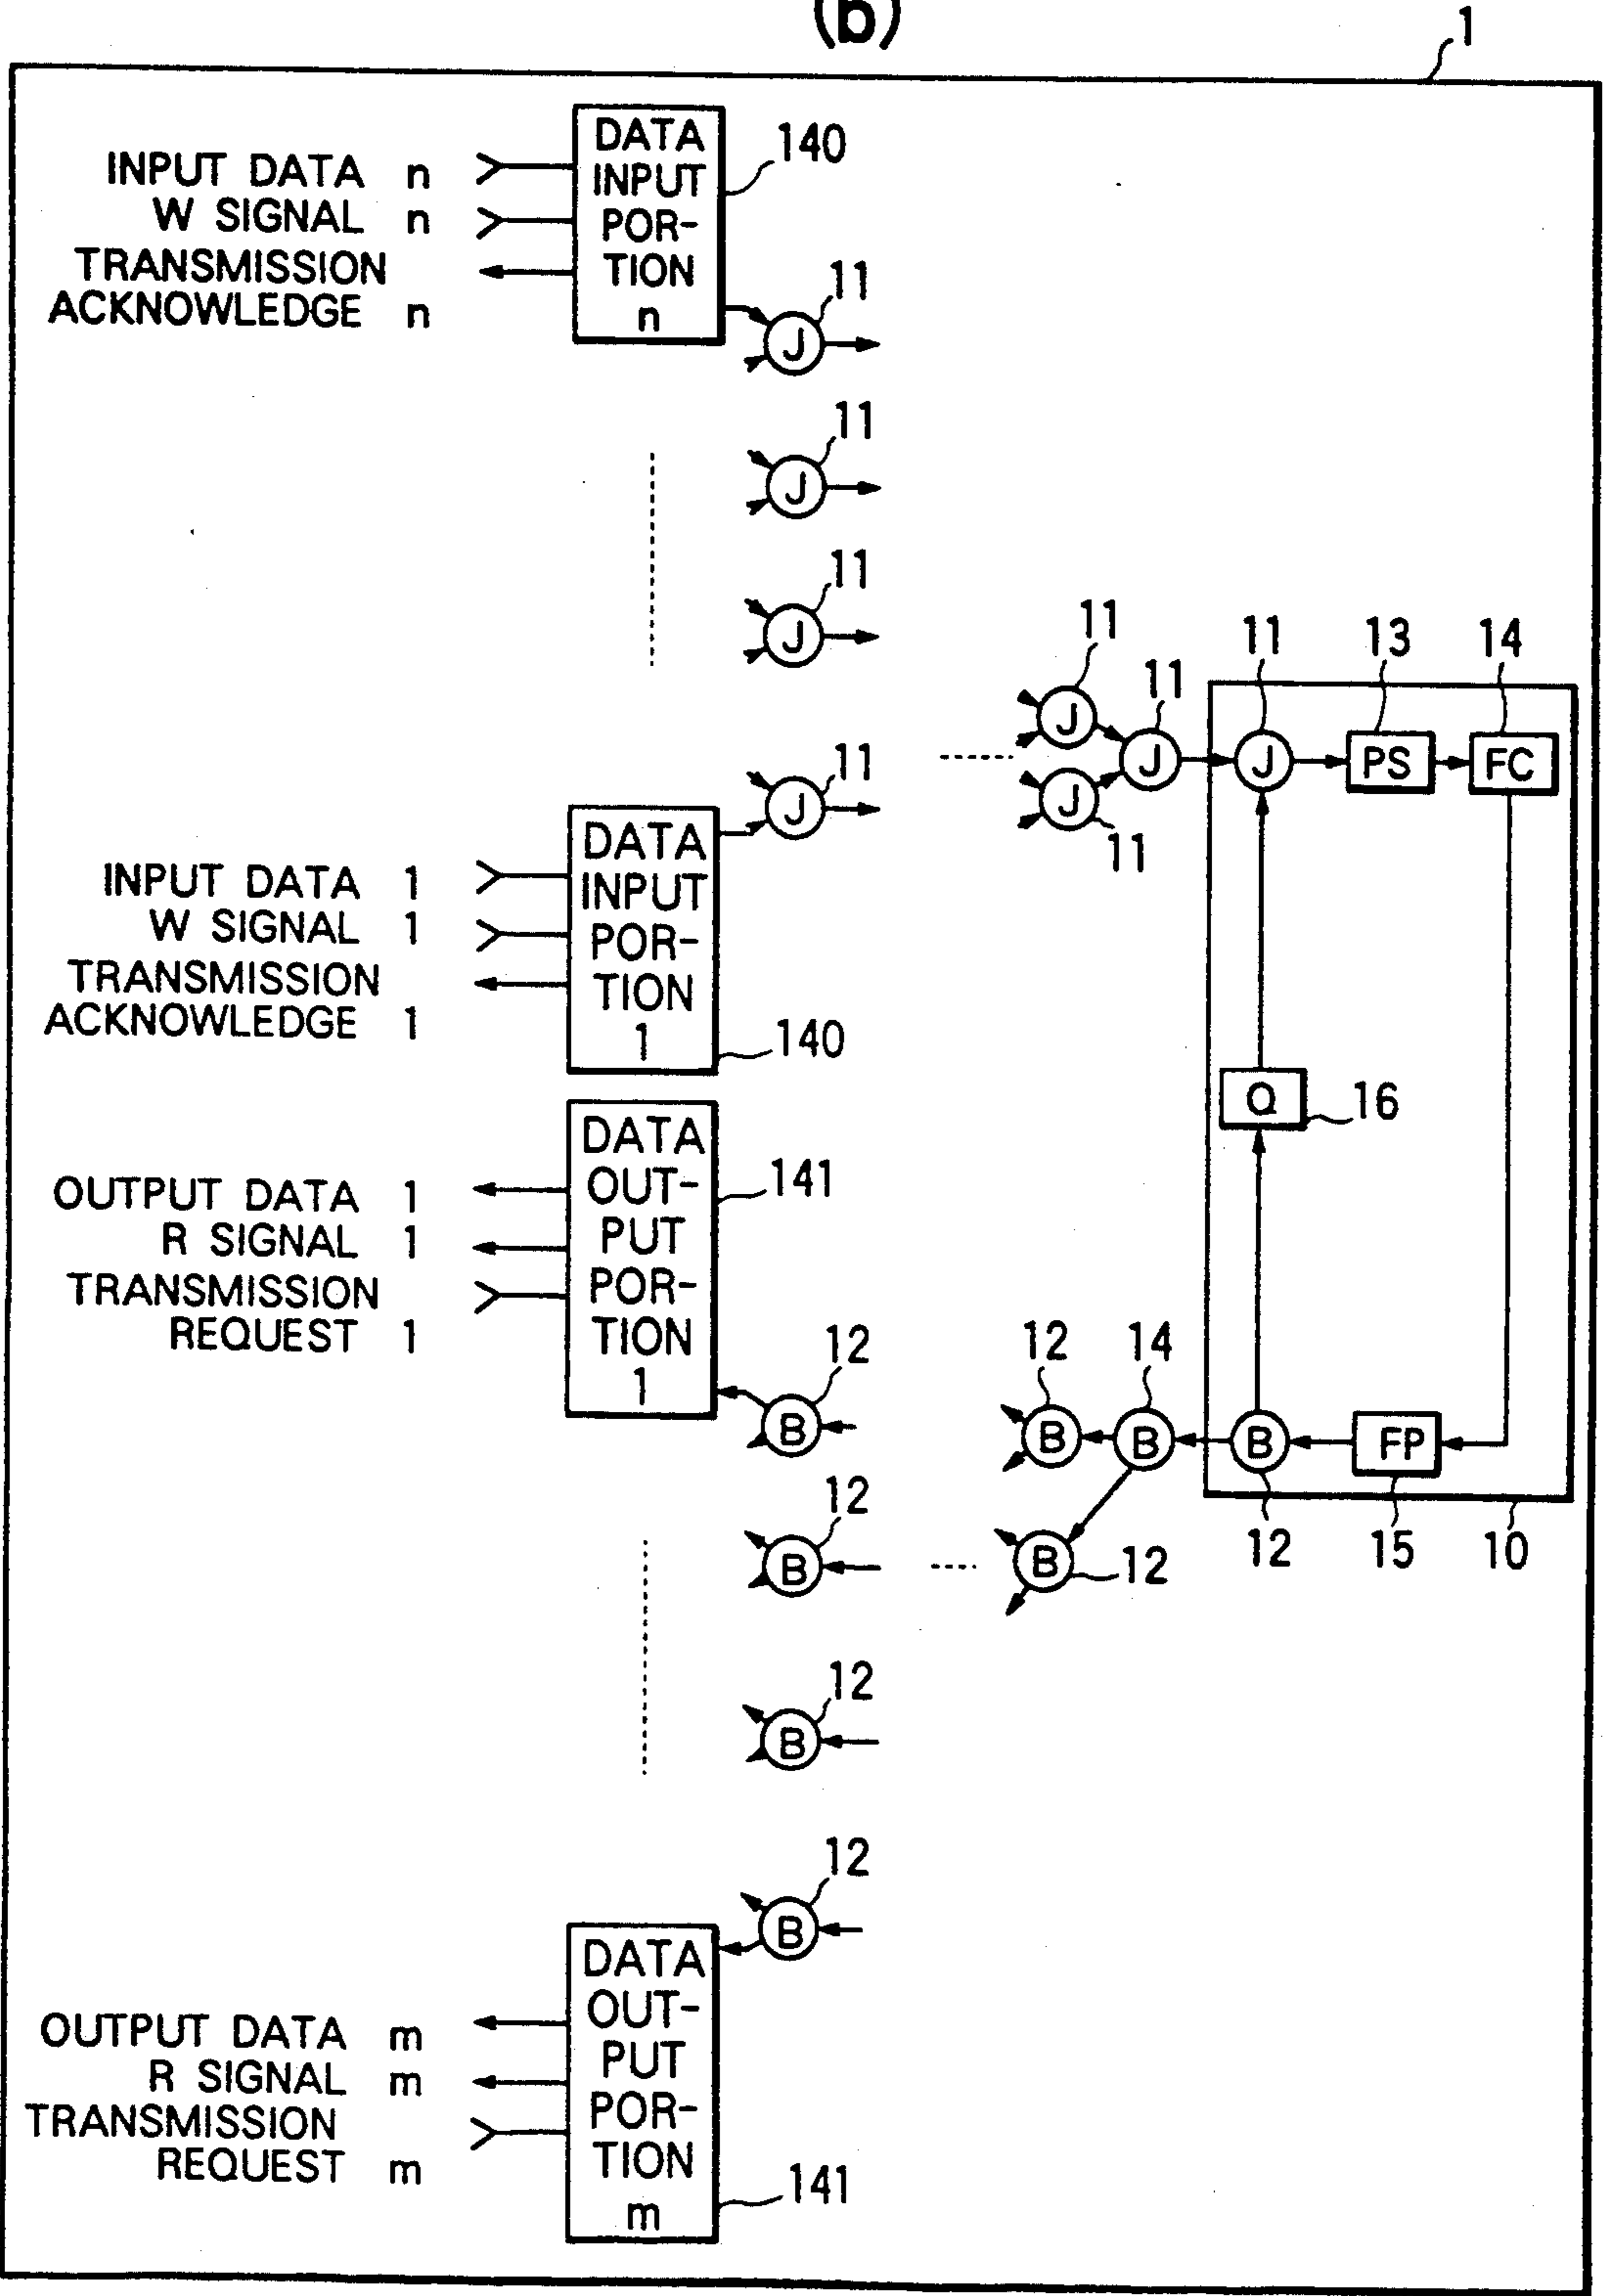 (b)
1
INPUT DATA n
W SIGNAL n
TRANSMISSION
ACKNOWLEDGE n
DATA
INPUT
POR-
TION
n
140
11
J
11
J
11
J
11
J
INPUT DATA 1
W SIGNAL 1
TRANSMISSION
ACKNOWLEDGE 1
DATA
INPUT
POR-
TION
1
140
11
J
11
J
J
11
11
J
13
PS
14
FC
Q
16
OUTPUT DATA 1
R SIGNAL 1
TRANSMISSION
REQUEST 1
DATA
OUT-
PUT
POR-
TION
1
141
12
B
12
B
12
B
12
B
12
B
14
B
B
12
B
12
FP
15
10
OUTPUT DATA m
R SIGNAL m
TRANSMISSION
REQUEST m
DATA
OUT-
PUT
POR-
TION
m
141